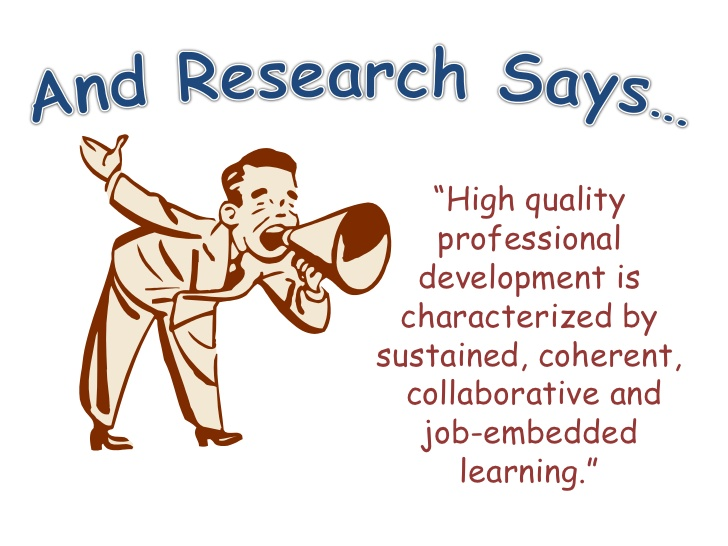 And Research Says...
“High quality
professional
development is
characterized by
sustained, coherent,
collaborative and
job-embedded
learning.”